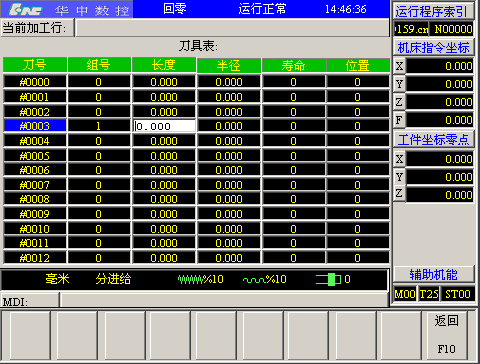 华中数控 回零 运行正常 14:46:36 运行程序索引
当前加工行: O159.cn N00000
刀具表: 机床指令坐标
刀号 组号 长度 半径 寿命 位置
#0000 0 0.000 0.000 0 0
#0001 0 0.000 0.000 0 0
#0002 0 0.000 0.000 0 0
#0003 1 0.000 0.000 0 0
#0004 0 0.000 0.000 0 0
#0005 0 0.000 0.000 0 0
#0006 0 0.000 0.000 0 0
#0007 0 0.000 0.000 0 0
#0008 0 0.000 0.000 0 0
#0009 0 0.000 0.000 0 0
#0010 0 0.000 0.000 0 0
#0011 0 0.000 0.000 0 0
#0012 0 0.000 0.000 0 0
X 0.000
Y 0.000
Z 0.000
F 0.000
工件坐标零点
X 0.000
Y 0.000
Z 0.000
毫米 分进给 %10 %10 0
辅助机能
M00 T25 ST00
MDI:
返回
F10